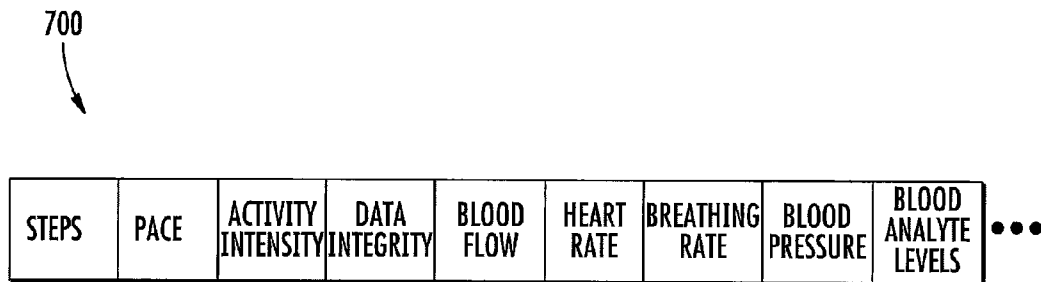 700
STEPS
PACE
ACTIVITY
INTENSITY
DATA
INTEGRITY
BLOOD
FLOW
HEART
RATE
BREATHING
RATE
BLOOD
PRESSURE
BLOOD
ANALYTE
LEVELS
•••